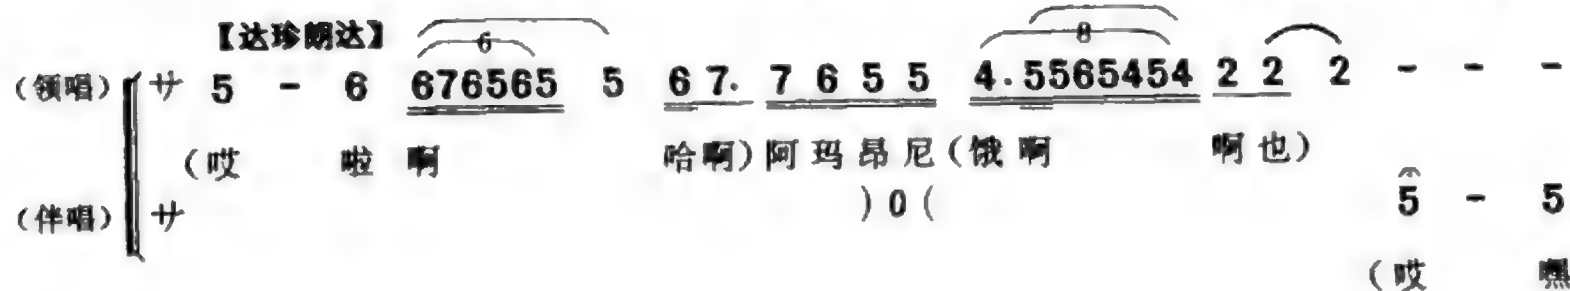 【达珍朗达】
6 8
(领唱) サ 5 - 6 676565 5 6 7. 7 6 5 5 4.5565454 2 2 2 - - -
(哎 啦 啊 哈啊) 阿 玛 昂 尼 (饿 啊 啊 也)
(伴唱) サ )0( 5 - 5
(哎 嘿